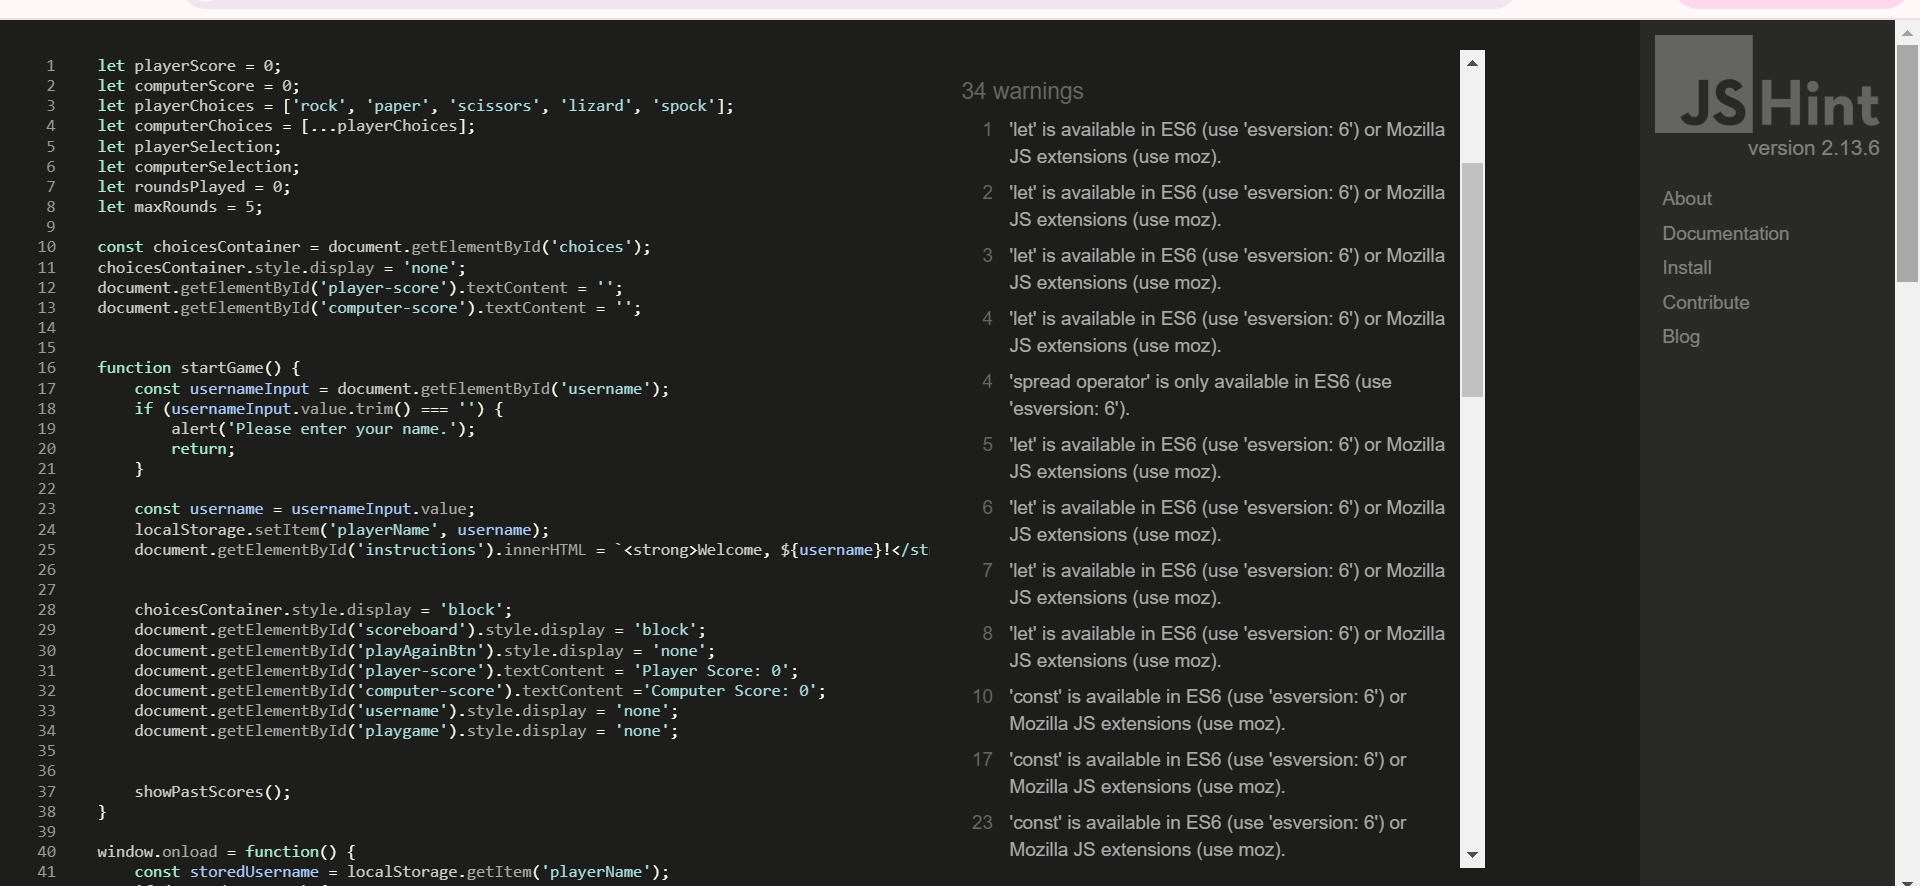 1 let playerScore = 0;
2 let computerScore = 0;
3 let playerChoices = ['rock', 'paper', 'scissors', 'lizard', 'spock'];
4 let computerChoices = [...playerChoices];
5 let playerSelection;
6 let computerSelection;
7 let roundsPlayed = 0;
8 let maxRounds = 5;
9
10 const choicesContainer = document.getElementById('choices');
11 choicesContainer.style.display = 'none';
12 document.getElementById('player-score').textContent = '';
13 document.getElementById('computer-score').textContent = '';
14
15
16 function startGame() {
17     const usernameInput = document.getElementById('username');
18     if (usernameInput.value.trim() === '') {
19         alert('Please enter your name.');
20         return;
21     }
22
23     const username = usernameInput.value;
24     localStorage.setItem('playerName', username);
25     document.getElementById('instructions').innerHTML = `<strong>Welcome, ${username}!</st
26
27
28     choicesContainer.style.display = 'block';
29     document.getElementById('scoreboard').style.display = 'block';
30     document.getElementById('playAgainBtn').style.display = 'none';
31     document.getElementById('player-score').textContent = 'Player Score: 0';
32     document.getElementById('computer-score').textContent ='Computer Score: 0';
33     document.getElementById('username').style.display = 'none';
34     document.getElementById('playgame').style.display = 'none';
35
36
37     showPastScores();
38 }
39
40 window.onload = function() {
41     const storedUsername = localStorage.getItem('playerName');
34 warnings
1 'let' is available in ES6 (use 'esversion: 6') or Mozilla
JS extensions (use moz).
2 'let' is available in ES6 (use 'esversion: 6') or Mozilla
JS extensions (use moz).
3 'let' is available in ES6 (use 'esversion: 6') or Mozilla
JS extensions (use moz).
4 'let' is available in ES6 (use 'esversion: 6') or Mozilla
JS extensions (use moz).
4 'spread operator' is only available in ES6 (use
'esversion: 6').
5 'let' is available in ES6 (use 'esversion: 6') or Mozilla
JS extensions (use moz).
6 'let' is available in ES6 (use 'esversion: 6') or Mozilla
JS extensions (use moz).
7 'let' is available in ES6 (use 'esversion: 6') or Mozilla
JS extensions (use moz).
8 'let' is available in ES6 (use 'esversion: 6') or Mozilla
JS extensions (use moz).
10 'const' is available in ES6 (use 'esversion: 6') or
Mozilla JS extensions (use moz).
17 'const' is available in ES6 (use 'esversion: 6') or
Mozilla JS extensions (use moz).
23 'const' is available in ES6 (use 'esversion: 6') or
Mozilla JS extensions (use moz).
JSHint
version 2.13.6
About
Documentation
Install
Contribute
Blog